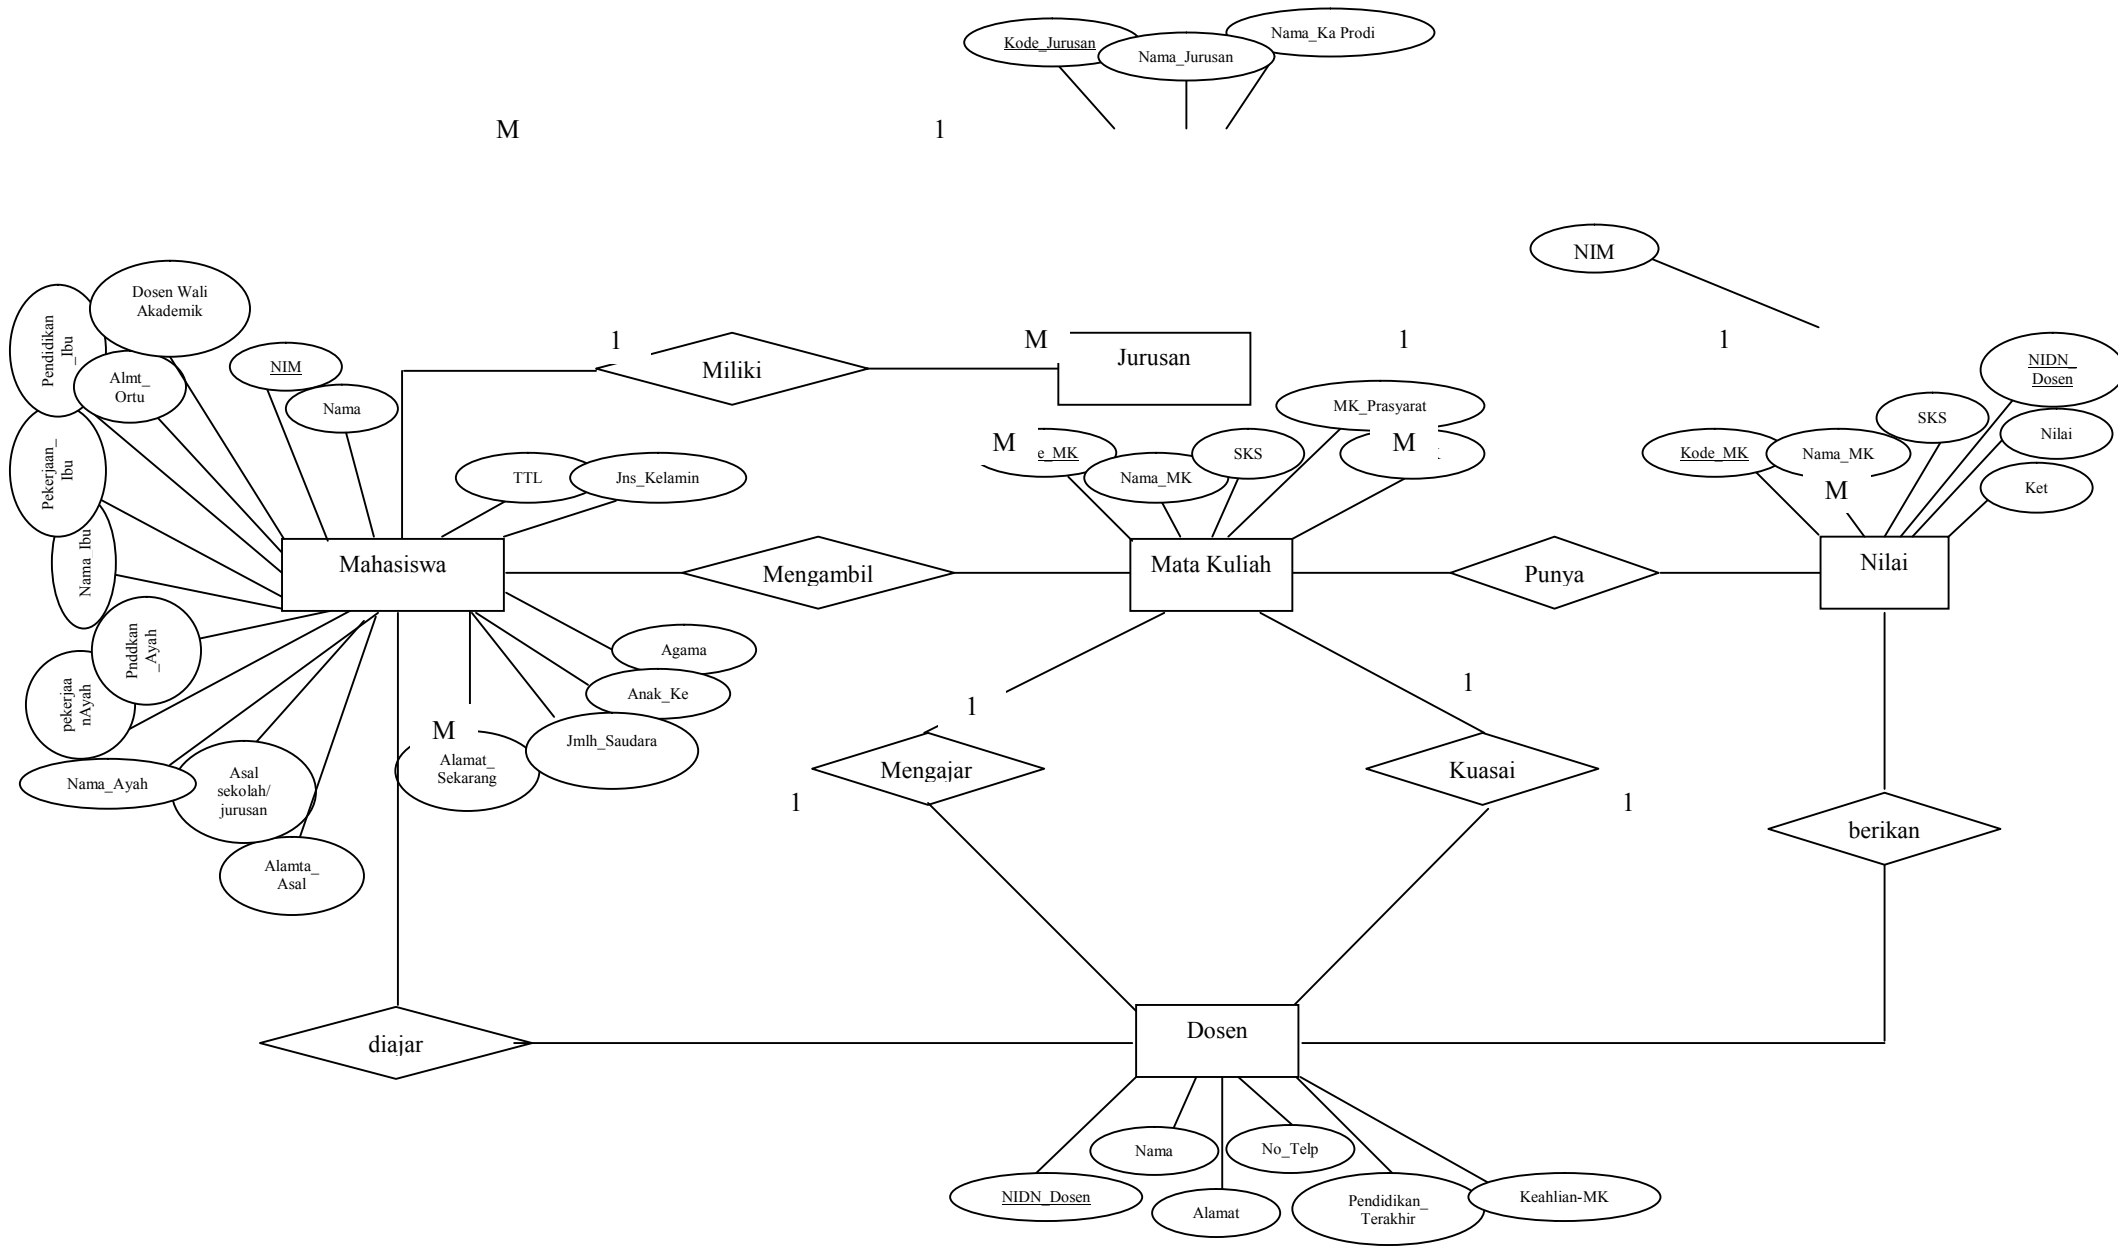 Kode_Jurusan
Nama_Jurusan
Nama_Ka Prodi
M
1
NIM
Dosen Wali
Akademik
Pendidikan
_Ibu
Almt_
Ortu
NIM
Nama
1
Miliki
M
Jurusan
1
1
NIDN_
Dosen
MK_Prasyarat
Pekerjaan_
Ibu
TTL
Jns_Kelamin
M
e_MK
Nama_MK
SKS
M
Kode_MK
Nama_MK
SKS
Nilai
M
Ket
Nama Ibu
Mahasiswa
Mengambil
Mata Kuliah
Punya
Nilai
Pnddkan
_Ayah
pekerjaa
nAyah
Agama
Anak_Ke
Jmlh_Saudara
M
Alamat_
Sekarang
Nama_Ayah
Asal
sekolah/
jurusan
Alamta_
Asal
1
1
Mengajar
Kuasai
1
1
berikan
diajar
Dosen
Nama
No_Telp
NIDN_Dosen
Alamat
Pendidikan_
Terakhir
Keahlian-MK